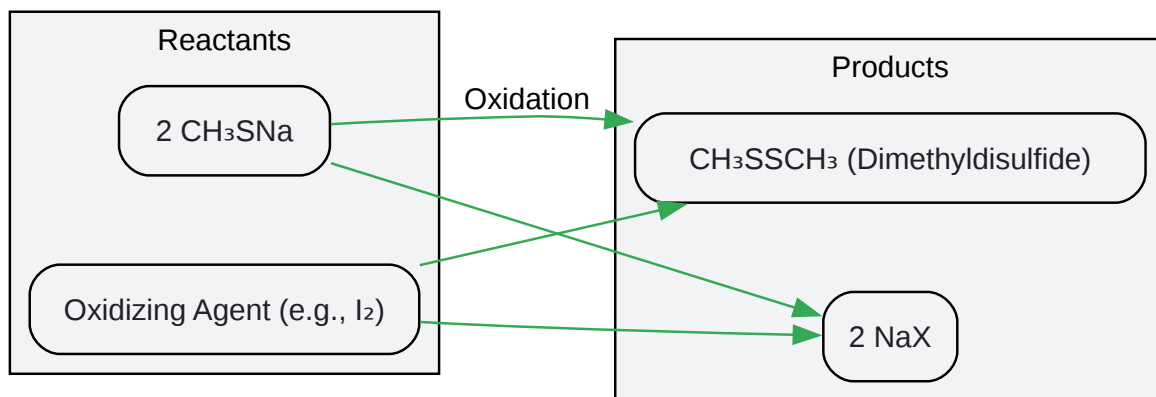 Reactants
Products
Oxidation
2 CH₃SNa
CH₃SSCH₃ (Dimethyldisulfide)
Oxidizing Agent (e.g., I₂)
2 NaX